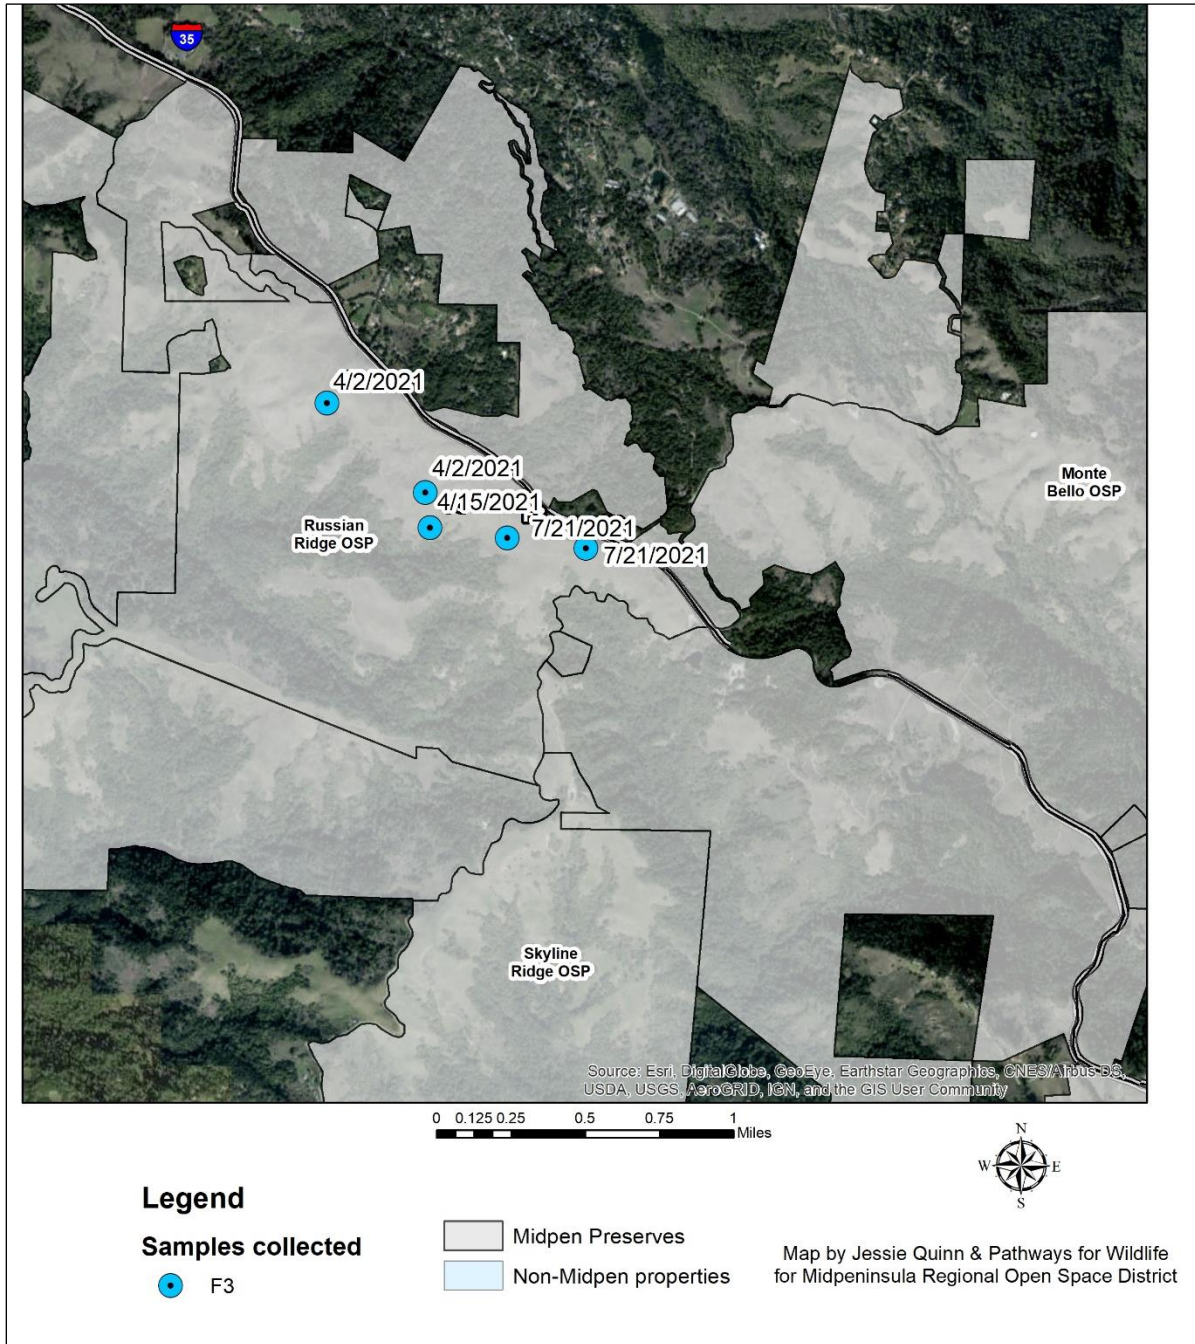 35
4/2/2021
4/2/2021
4/15/2021
7/21/2021
7/21/2021
Russian
Ridge OSP
Monte
Bello OSP
Skyline
Ridge OSP
Source: Esri, DigitalGlobe, GeoEye, Earthstar Geographics, CNES/Airbus DS,
USDA, USGS, AeroGRID, IGN, and the GIS User Community
0 0.125 0.25 0.5 0.75 1
Miles
N
W E
S
Legend
Samples collected
F3
Midpen Preserves
Non-Midpen properties
Map by Jessie Quinn & Pathways for Wildlife
for Midpeninsula Regional Open Space District